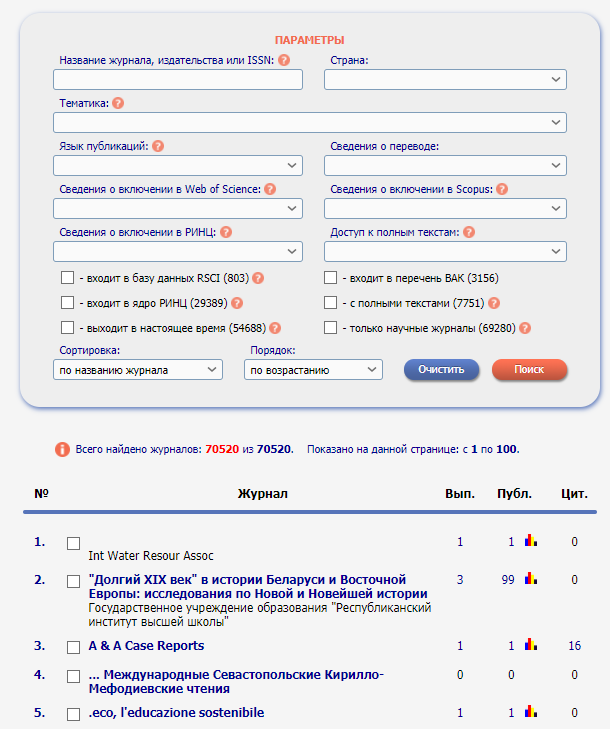 ПАРАМЕТРЫ
Название журнала, издательства или ISSN: ?
Страна:
Тематика: ?
Язык публикаций: ?
Сведения о переводе:
Сведения о включении в Web of Science: ?
Сведения о включении в Scopus: ?
Сведения о включении в РИНЦ: ?
Доступ к полным текстам: ?
- входит в базу данных RSCI (803) ?
- входит в перечень ВАК (3156)
- входит в ядро РИНЦ (29389) ?
- с полными текстами (7751) ?
- выходит в настоящее время (54688) ?
- только научные журналы (69280) ?
Сортировка:
Порядок:
по названию журнала
по возрастанию
Очистить
Поиск
i Всего найдено журналов: 70520 из 70520. Показано на данной странице: с 1 по 100.
№ Журнал Вып. Публ. Цит.
1. 1 1 0
Int Water Resour Assoc
2. "Долгий XIX век" в истории Беларуси и Восточной 3 99 0
Европы: исследования по Новой и Новейшей истории
Государственное учреждение образования "Республиканский
институт высшей школы"
3. A & A Case Reports 1 1 16
4. ... Международные Севастопольские Кирилло- 0 0 0
Мефодиевские чтения
5. .eco, l'educazione sostenibile 1 1 0